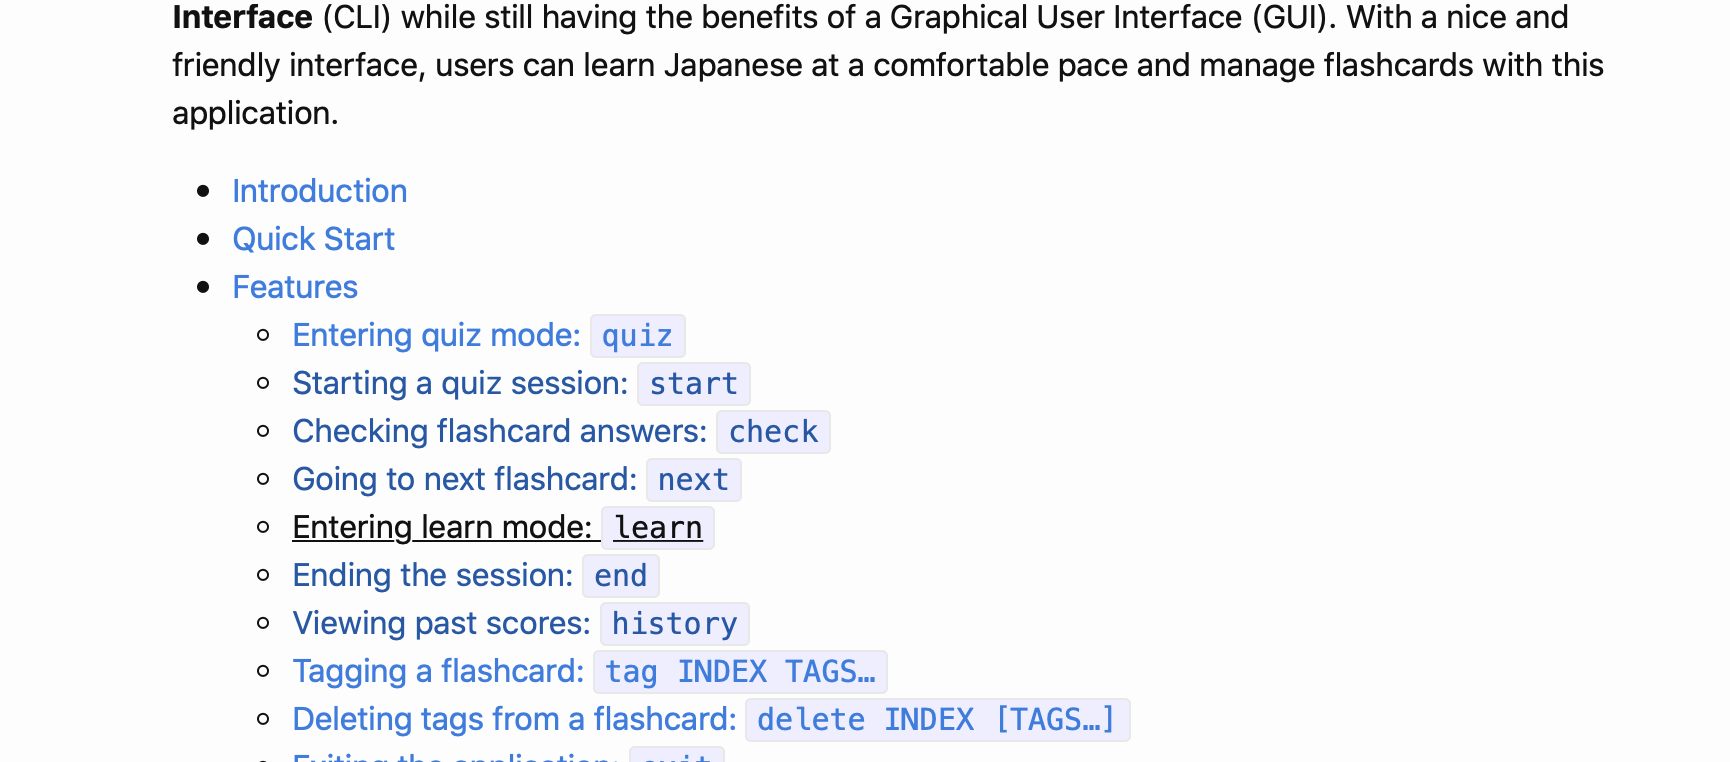 Interface (CLI) while still having the benefits of a Graphical User Interface (GUI). With a nice and
friendly interface, users can learn Japanese at a comfortable pace and manage flashcards with this
application.
Introduction
Quick Start
Features
Entering quiz mode: quiz
Starting a quiz session: start
Checking flashcard answers: check
Going to next flashcard: next
Entering learn mode: learn
Ending the session: end
Viewing past scores: history
Tagging a flashcard: tag INDEX TAGS…
Deleting tags from a flashcard: delete INDEX [TAGS…]
Exiting the application: